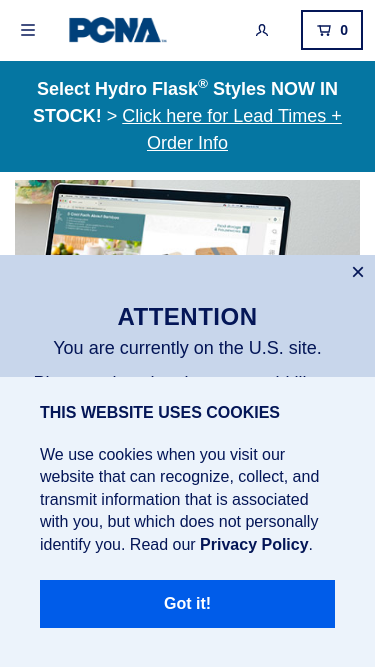 PCNA
0
Select Hydro Flask® Styles NOW IN
STOCK! > Click here for Lead Times +
Order Info
ATTENTION
You are currently on the U.S. site.
THIS WEBSITE USES COOKIES
We use cookies when you visit our
website that can recognize, collect, and
transmit information that is associated
with you, but which does not personally
identify you. Read our Privacy Policy.
Got it!